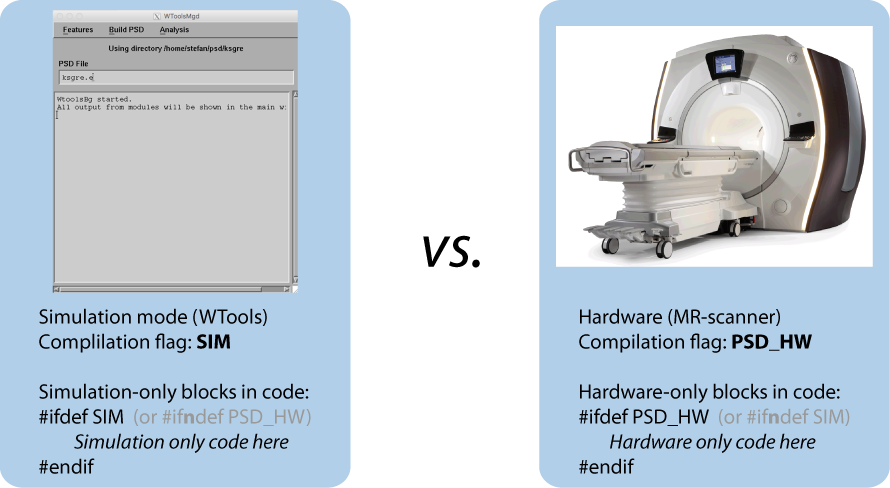 WToolsMgd
Features Build PSD Analysis
Using directory /home/stefan/psd/ksgre
PSD File
ksgre.e
WtoolsBg started.
All output from modules will be shown in the main w:
Simulation mode (WTools)
Complilation flag: SIM
Simulation-only blocks in code:
#ifdef SIM (or #ifndef PSD_HW)
Simulation only code here
#endif
vs.
Hardware (MR-scanner)
Compilation flag: PSD_HW
Hardware-only blocks in code:
#ifdef PSD_HW (or #ifndef SIM)
Hardware only code here
#endif